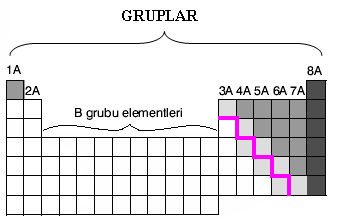 GRUPLAR
1A
8A
2A
3A 4A 5A 6A 7A
B grubu elementleri